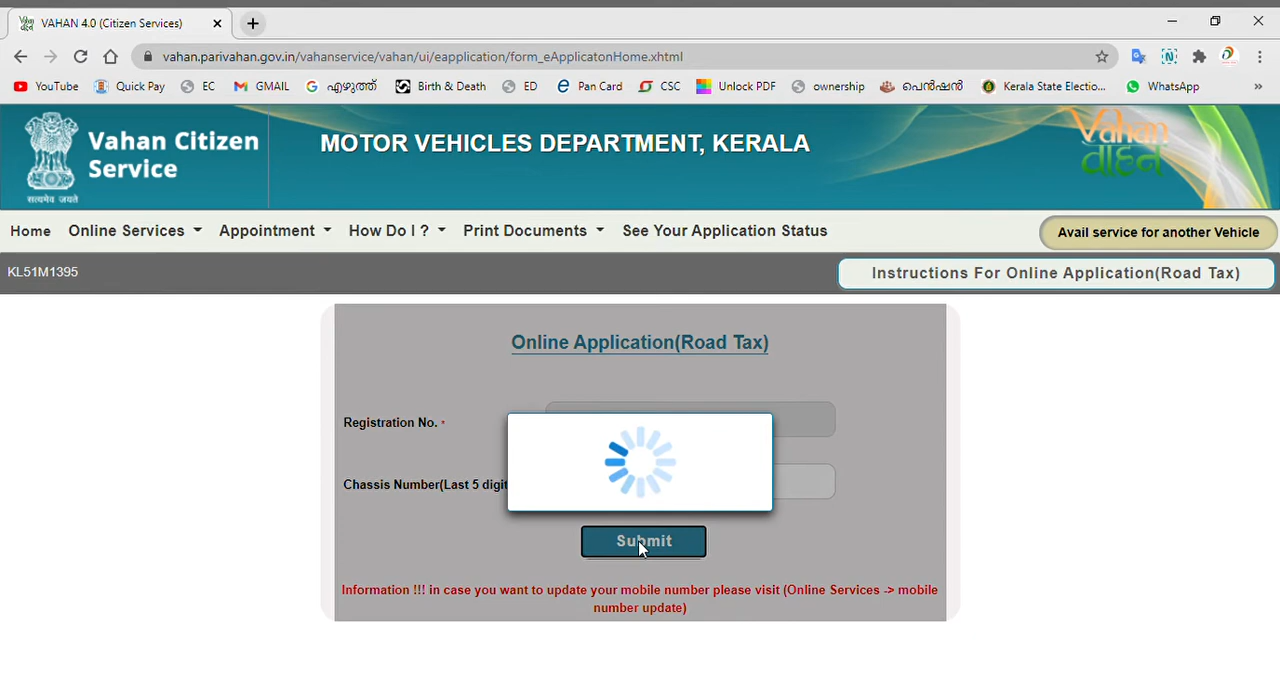 VAHAN 4.0 (Citizen Services)
vahan.parivahan.gov.in/vahanservice/vahan/ui/eapplication/form_eApplicatonHome.xhtml
YouTube Quick Pay EC GMAIL എഴുത്ത് Birth & Death ED Pan Card CSC Unlock PDF ownership പെൻഷൻ Kerala State Electio... WhatsApp »
Vahan Citizen
Service
सत्यमेव जयते
MOTOR VEHICLES DEPARTMENT, KERALA
Vahan
वाहन
Home Online Services Appointment How Do I ? Print Documents See Your Application Status Avail service for another Vehicle
KL51M1395 Instructions For Online Application(Road Tax)
Online Application(Road Tax)
Registration No. *
Chassis Number(Last 5 digit
Submit
Information !!! in case you want to update your mobile number please visit (Online Services -> mobile
number update)